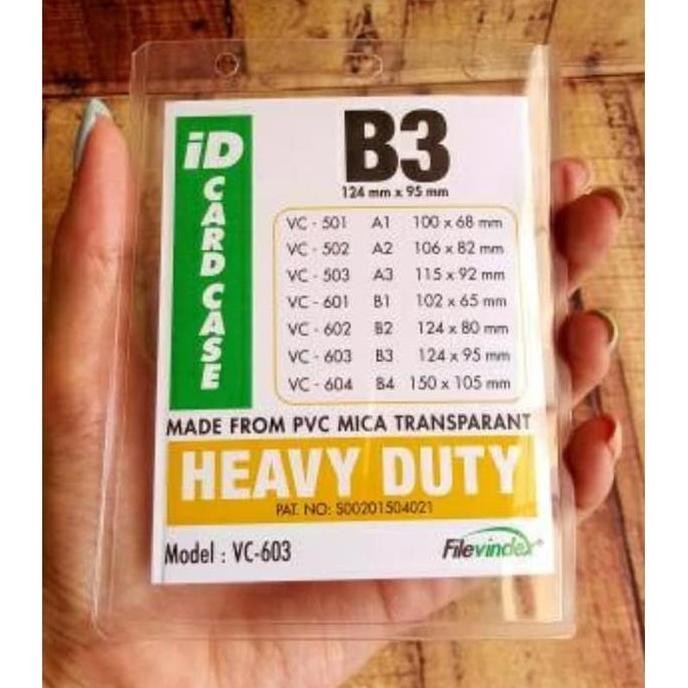 iD CARD CASE
B3
124 mm x 95 mm
VC - 501 A1 100 x 68 mm
VC - 502 A2 106 x 82 mm
VC - 503 A3 115 x 92 mm
VC - 601 B1 102 x 65 mm
VC - 602 B2 124 x 80 mm
VC - 603 B3 124 x 95 mm
VC - 604 B4 150 x 105 mm
MADE FROM PVC MICA TRANSPARANT
HEAVY DUTY
PAT. NO: S00201504021
Model : VC-603
Filevindex®